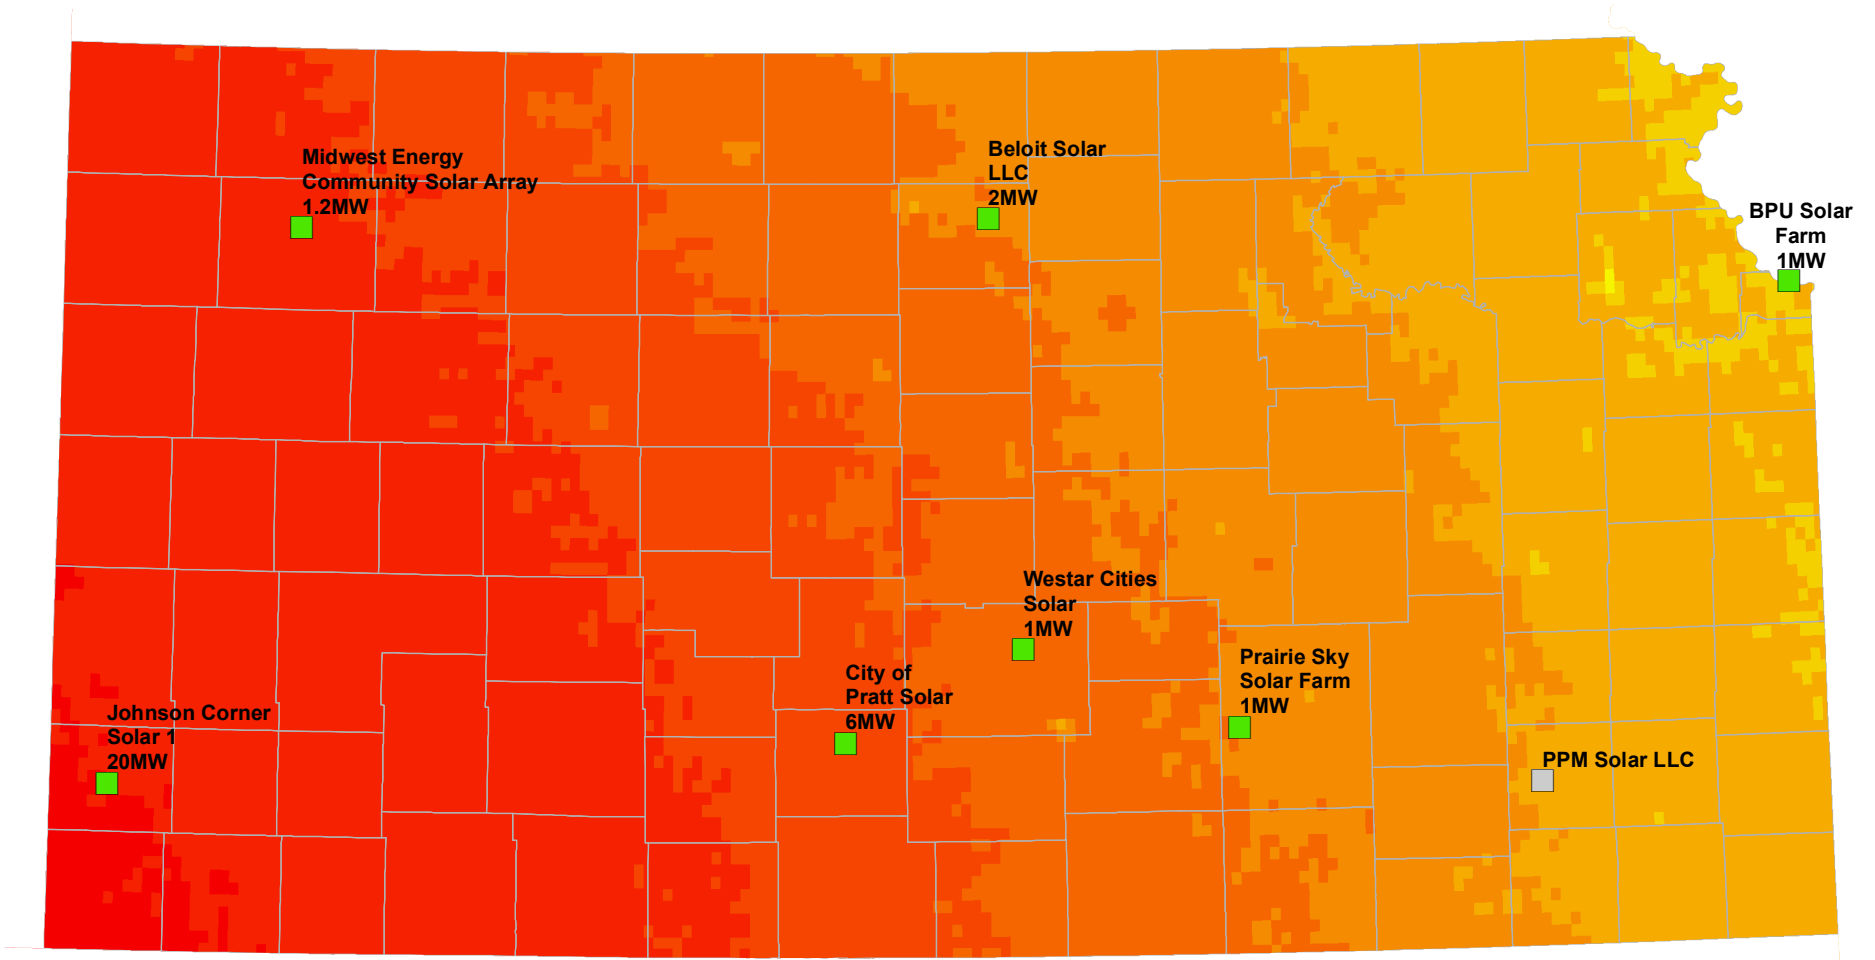 Midwest Energy
Community Solar Array
1.2MW
Beloit Solar
LLC
2MW
BPU Solar
Farm
1MW
Westar Cities
Solar
1MW
Prairie Sky
Solar Farm
1MW
City of
Pratt Solar
6MW
Johnson Corner
Solar 1
20MW
PPM Solar LLC